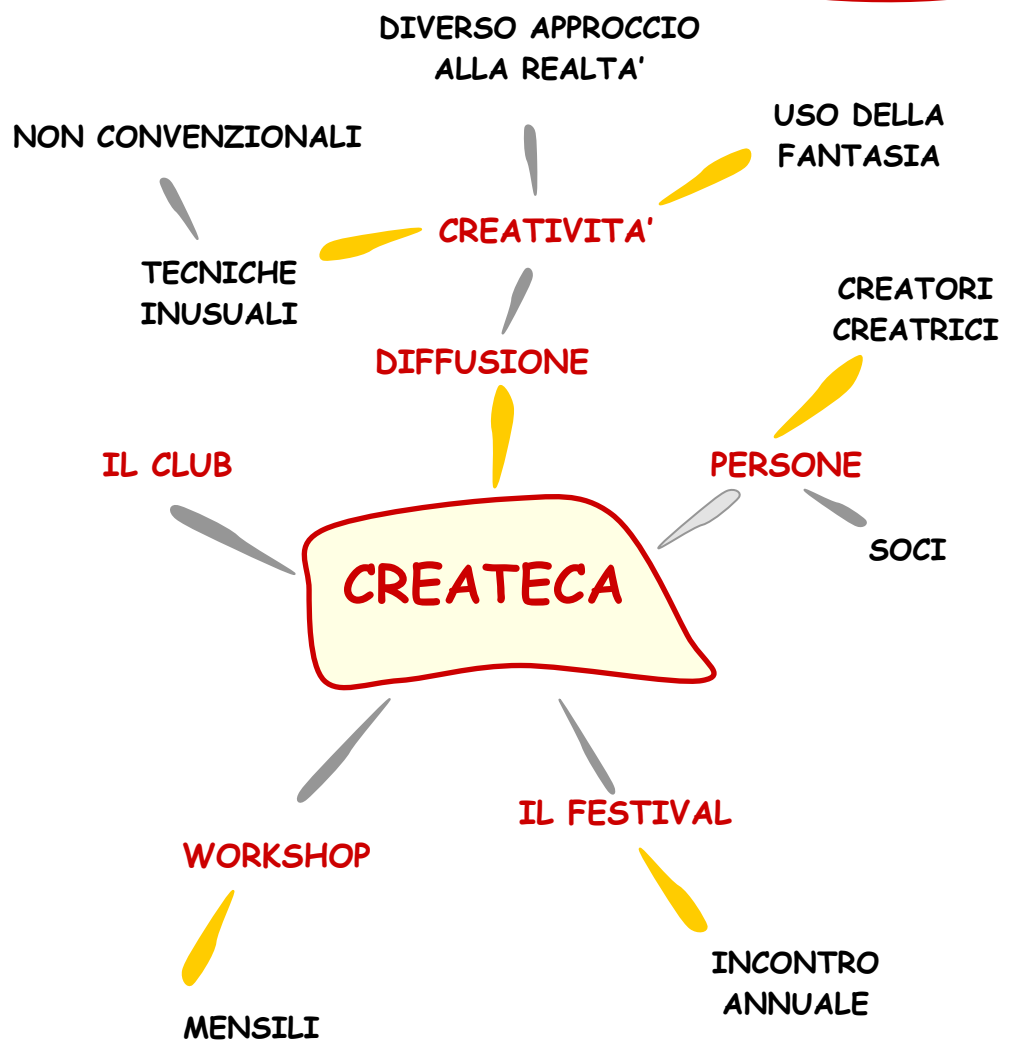 DIVERSO APPROCCIO
ALLA REALTA'
NON CONVENZIONALI
USO DELLA
FANTASIA
CREATIVITA'
TECNICHE
INUSUALI
CREATORI
CREATRICI
DIFFUSIONE
IL CLUB
PERSONE
SOCI
CREATECA
IL FESTIVAL
WORKSHOP
INCONTRO
ANNUALE
MENSILI